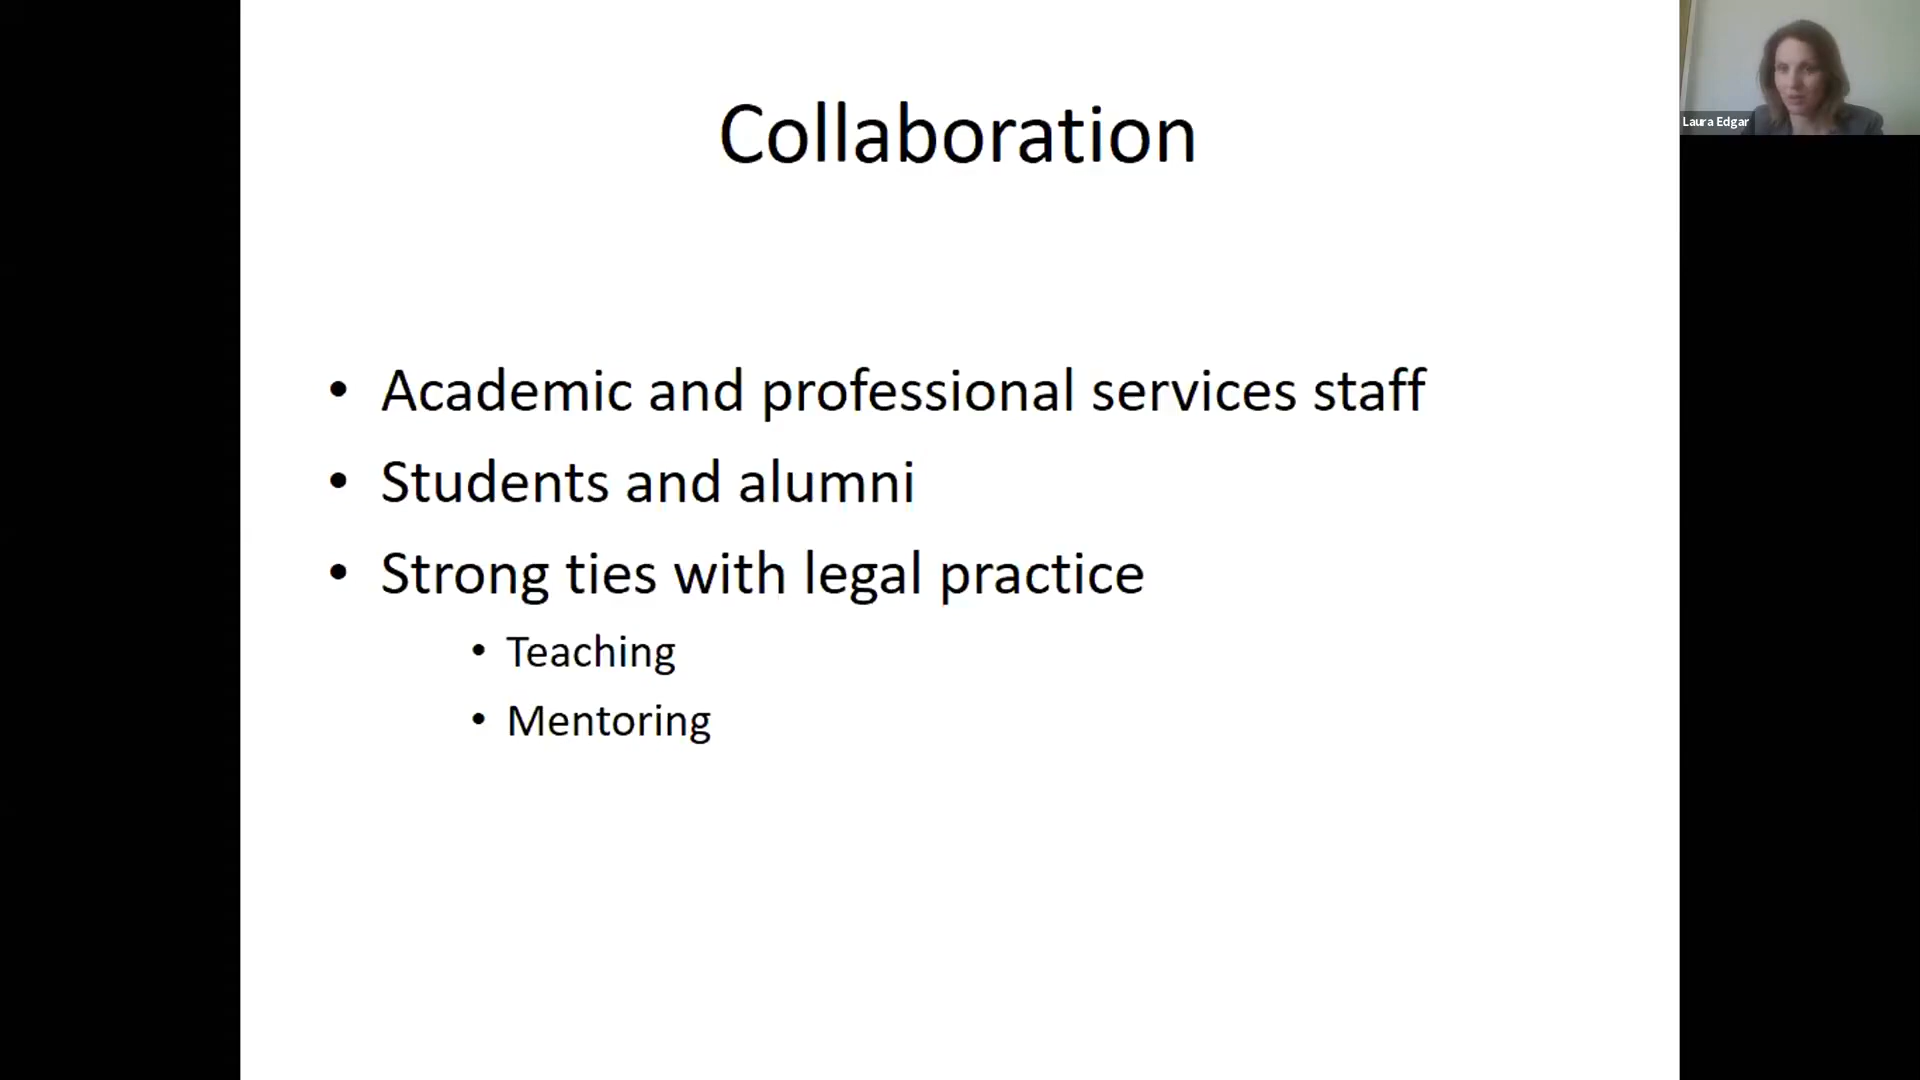 Collaboration
Laura Edgar
• Academic and professional services staff
• Students and alumni
• Strong ties with legal practice
• Teaching
• Mentoring